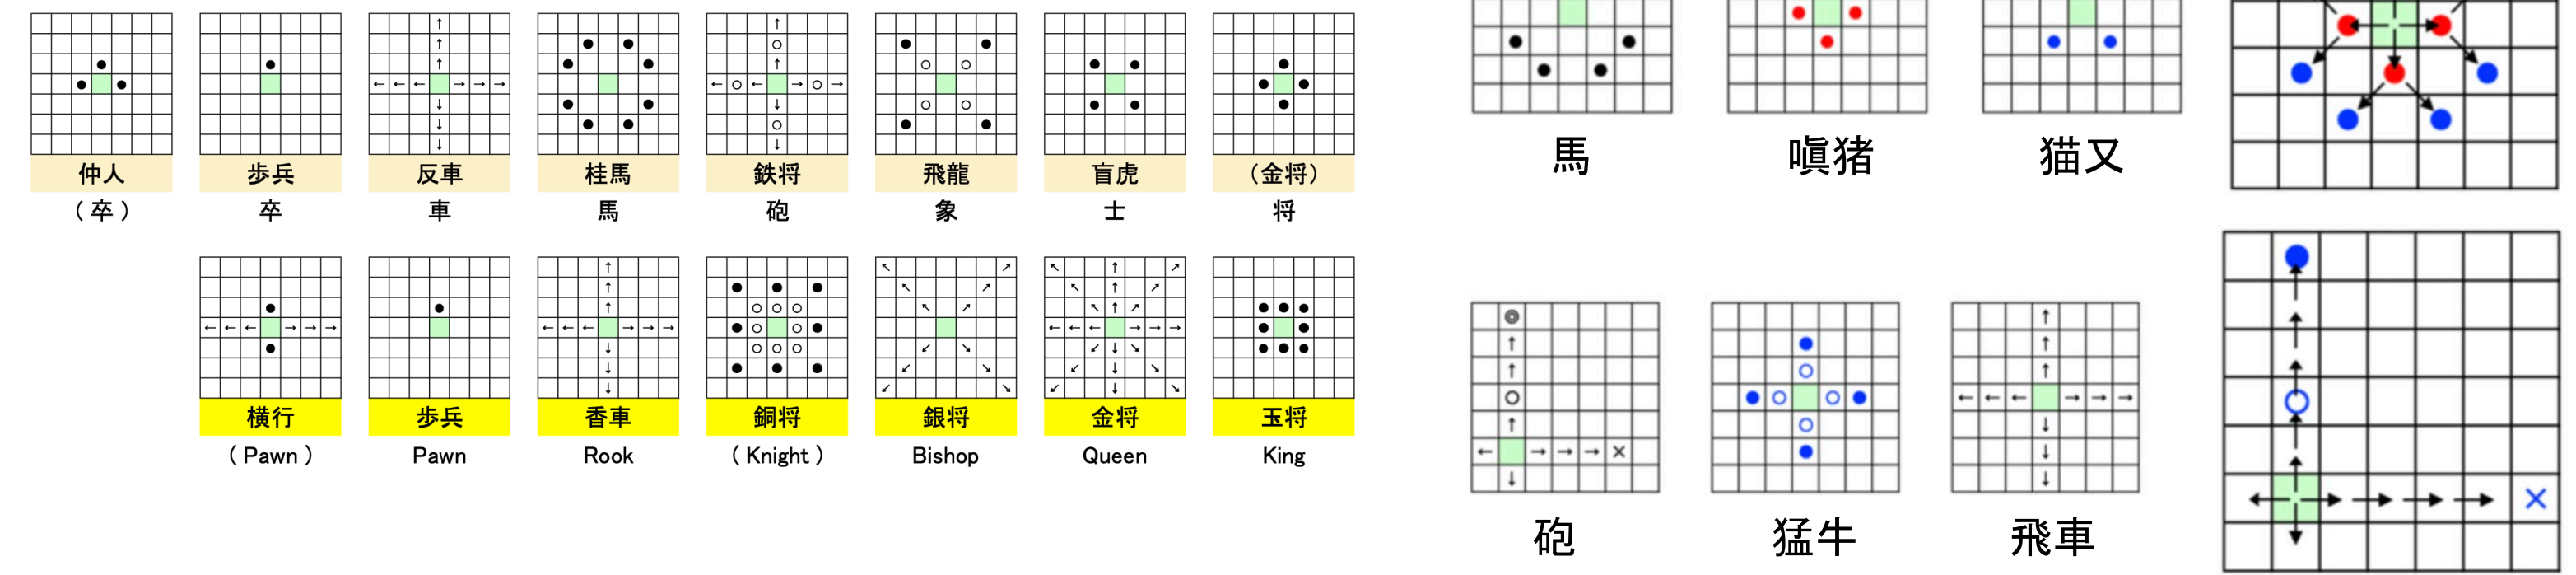 仲人 歩兵 反車 桂馬 鉄将 飛龍 盲虎 (金将)
(卒) 卒 車 馬 砲 象 士 将
横行 歩兵 香車 銅将 銀将 金将 玉将
(Pawn) Pawn Rook (Knight) Bishop Queen King
馬 嗔猪 猫又
砲 猛牛 飛車